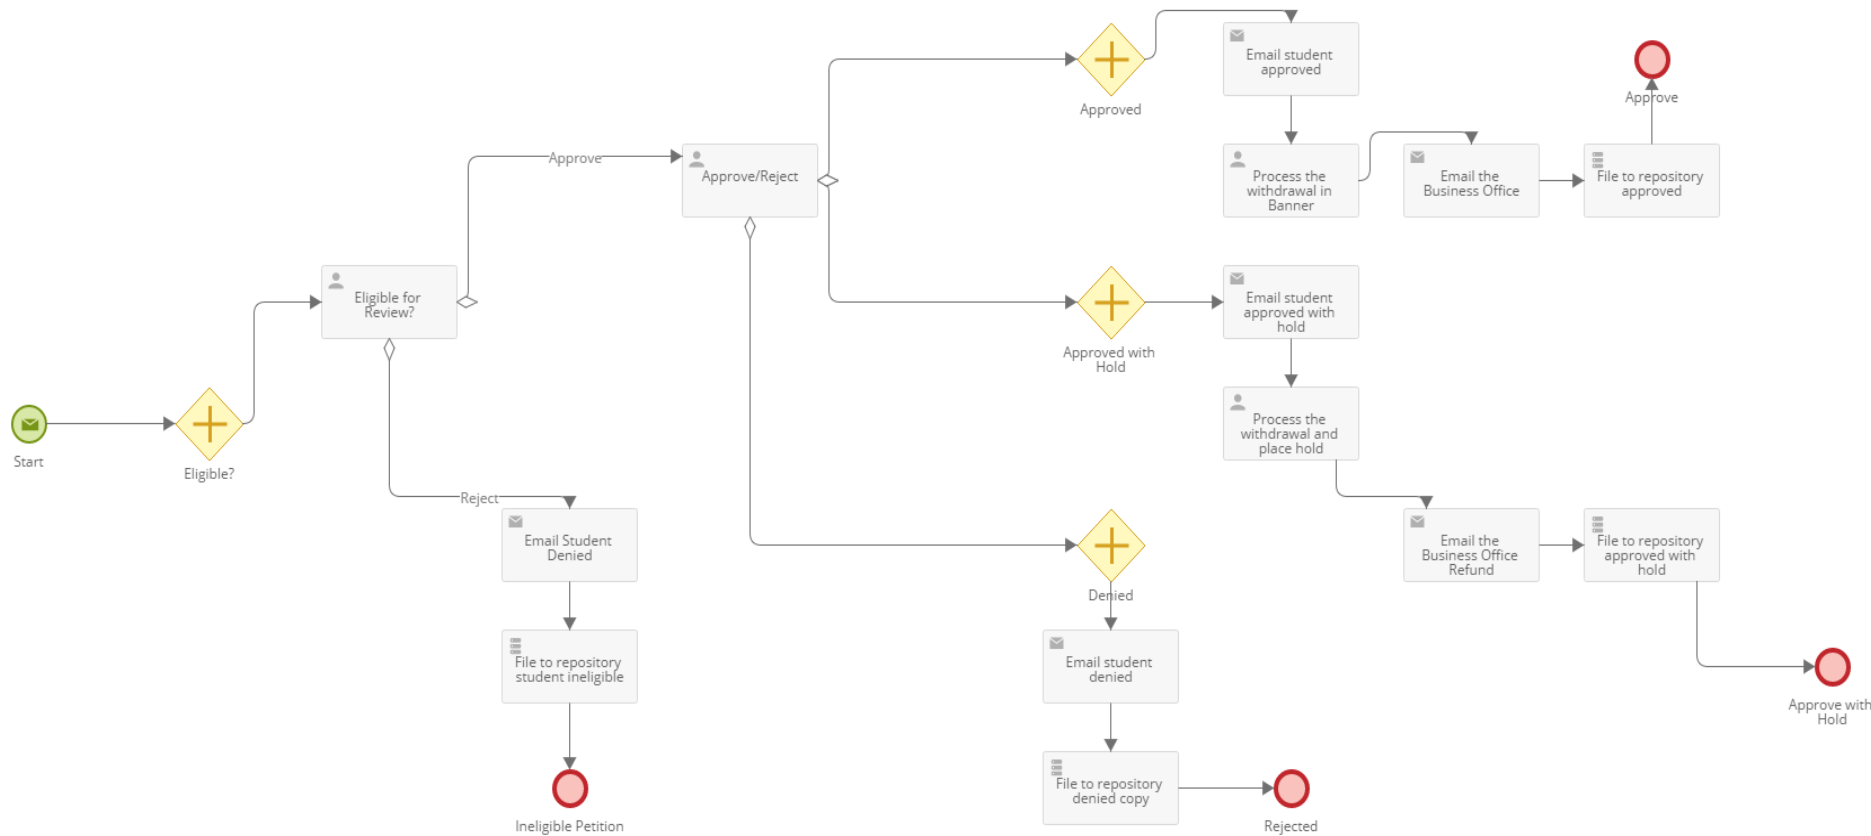 Start
Eligible?
Eligible for
Review?
Approve
Reject
Email Student
Denied
File to repository
student ineligible
Ineligible Petition
Approve/Reject
Approved
Email student
approved
Process the
withdrawal in
Banner
Email the
Business Office
File to repository
approved
Approve
Approved with
Hold
Email student
approved with
hold
Process the
withdrawal and
place hold
Email the
Business Office
Refund
File to repository
approved with
hold
Approve with
Hold
Denied
Email student
denied
File to repository
denied copy
Rejected